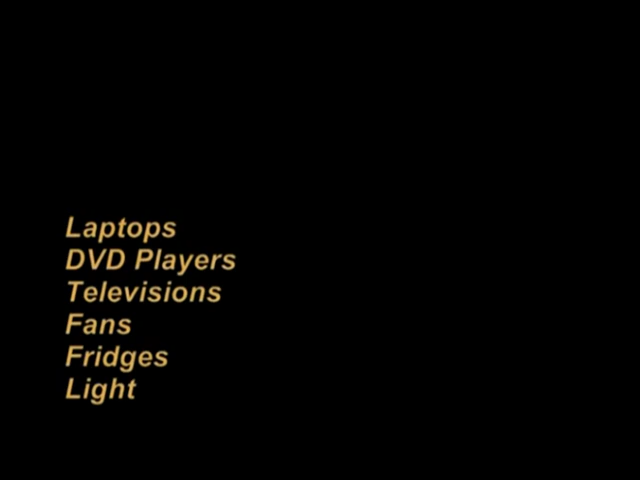 Laptops
DVD Players
Televisions
Fans
Fridges
Light